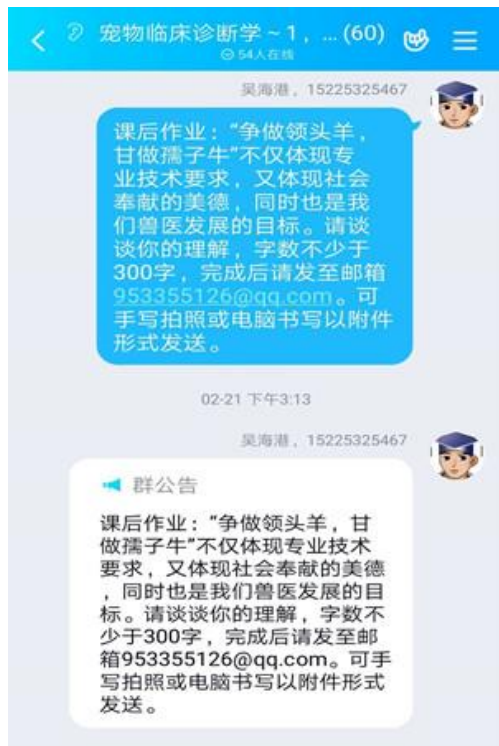 宠物临床诊断学~1，...(60)
54人在线
吴海港，15225325467
课后作业：“争做领头羊，
甘做孺子牛”不仅体现专
业技术要求，又体现社会
奉献的美德，同时也是我
们兽医发展的目标。请谈
谈你的理解，字数不少于
300字，完成后请发至邮箱
953355126@qq.com。可
手写拍照或电脑书写以附件
形式发送。
02-21 下午3:13
吴海港，15225325467
群公告
课后作业：“争做领头羊，甘
做孺子牛”不仅体现专业技术
要求，又体现社会奉献的美德
，同时也是我们兽医发展的目
标。请谈谈你的理解，字数不
少于300字，完成后请发至邮
箱953355126@qq.com。可手
写拍照或电脑书写以附件形式
发送。